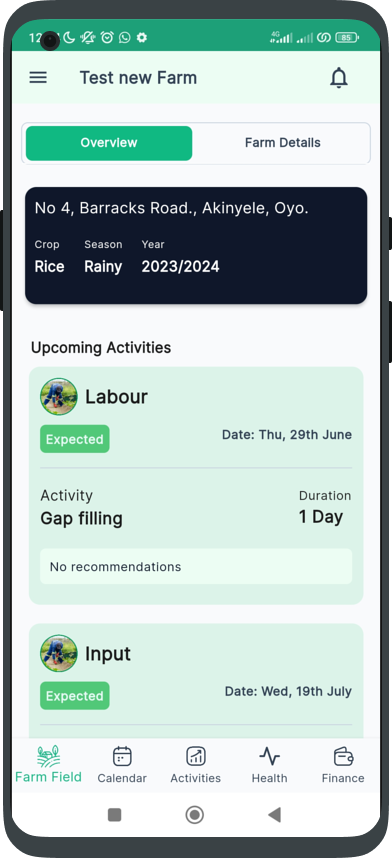 4G
85
Test new Farm
Overview
Farm Details
No 4, Barracks Road., Akinyele, Oyo.
Crop Season Year
Rice Rainy 2023/2024
Upcoming Activities
Labour
Expected
Date: Thu, 29th June
Activity
Duration
Gap filling
1 Day
No recommendations
Input
Expected
Date: Wed, 19th July
Farm Field
Calendar
Activities
Health
Finance